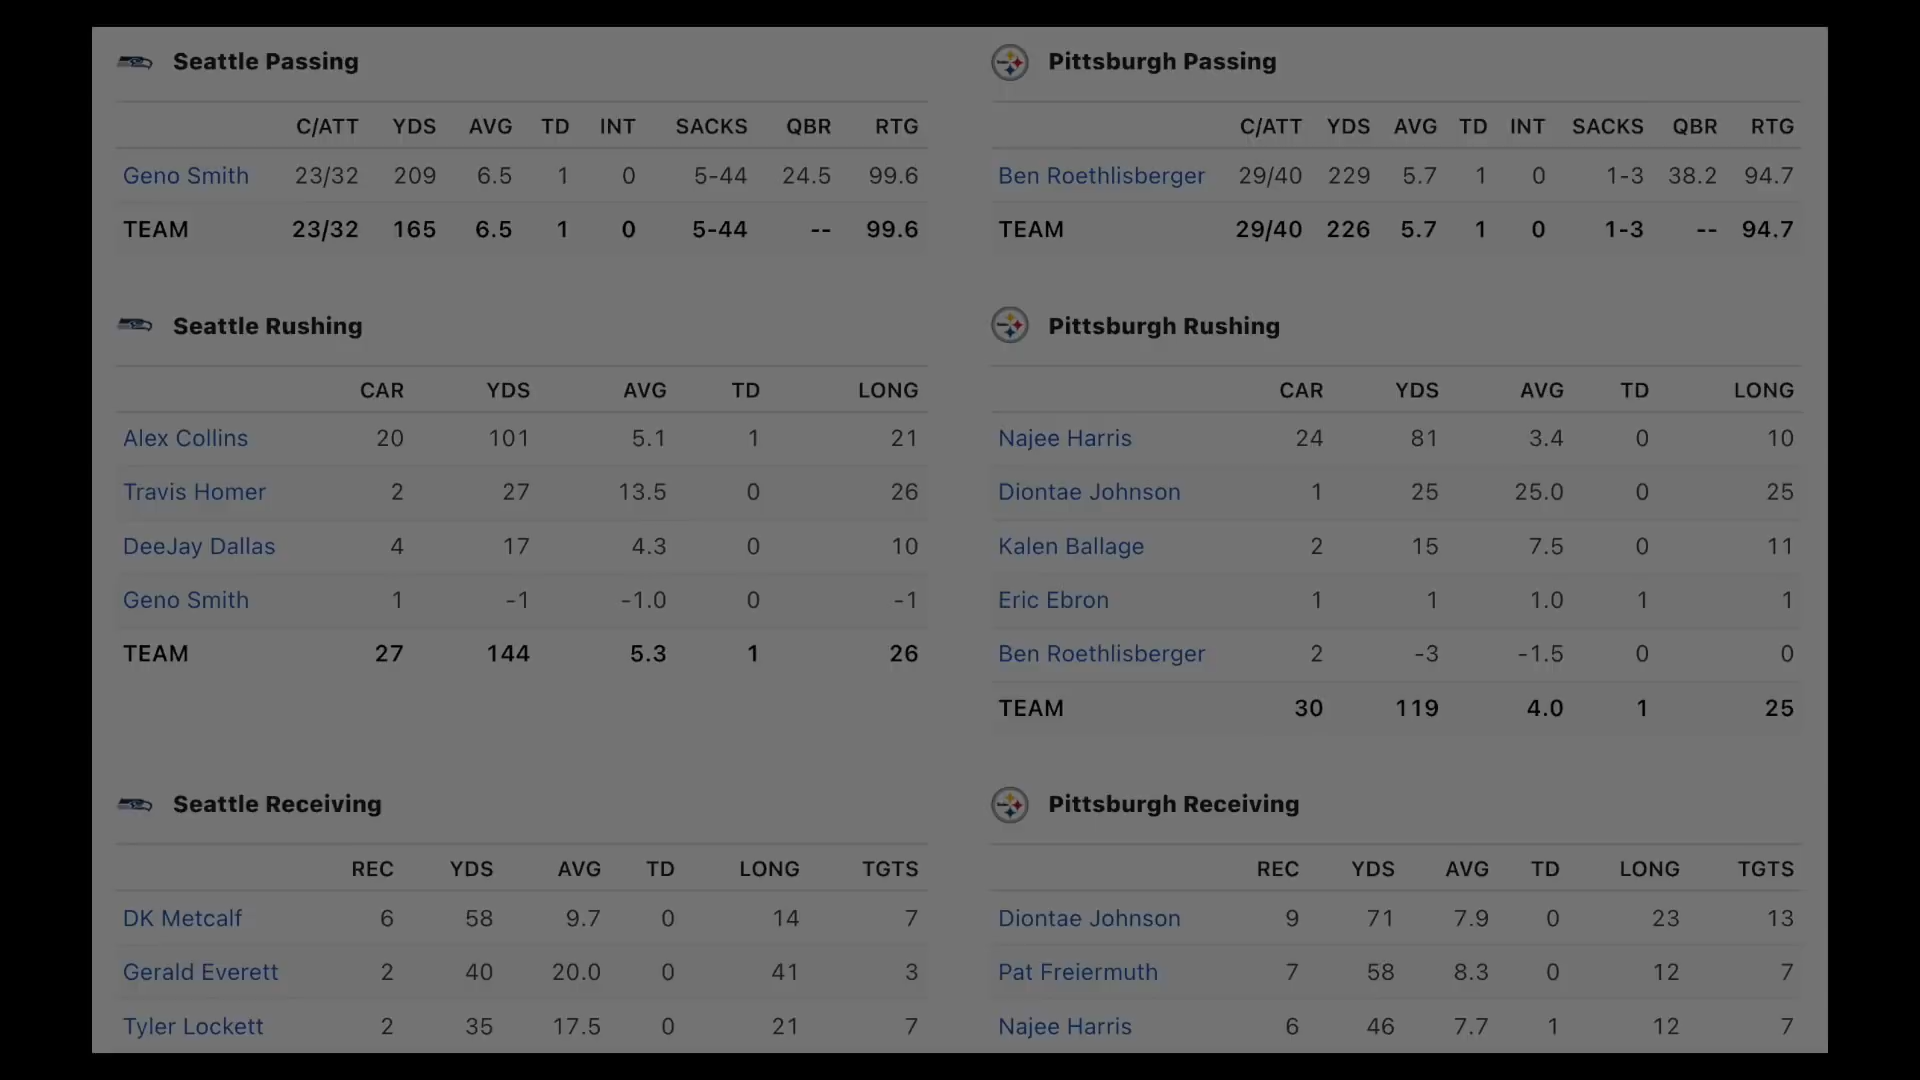 Seattle Passing
C/ATT YDS AVG TD INT SACKS QBR RTG
Geno Smith 23/32 209 6.5 1 0 5-44 24.5 99.6
TEAM 23/32 165 6.5 1 0 5-44 -- 99.6
Pittsburgh Passing
C/ATT YDS AVG TD INT SACKS QBR RTG
Ben Roethlisberger 29/40 229 5.7 1 0 1-3 38.2 94.7
TEAM 29/40 226 5.7 1 0 1-3 -- 94.7
Seattle Rushing
CAR YDS AVG TD LONG
Alex Collins 20 101 5.1 1 21
Travis Homer 2 27 13.5 0 26
DeeJay Dallas 4 17 4.3 0 10
Geno Smith 1 -1 -1.0 0 -1
TEAM 27 144 5.3 1 26
Pittsburgh Rushing
CAR YDS AVG TD LONG
Najee Harris 24 81 3.4 0 10
Diontae Johnson 1 25 25.0 0 25
Kalen Ballage 2 15 7.5 0 11
Eric Ebron 1 1 1.0 1 1
Ben Roethlisberger 2 -3 -1.5 0 0
TEAM 30 119 4.0 1 25
Seattle Receiving
REC YDS AVG TD LONG TGTS
DK Metcalf 6 58 9.7 0 14 7
Gerald Everett 2 40 20.0 0 41 3
Tyler Lockett 2 35 17.5 0 21 7
Pittsburgh Receiving
REC YDS AVG TD LONG TGTS
Diontae Johnson 9 71 7.9 0 23 13
Pat Freiermuth 7 58 8.3 0 12 7
Najee Harris 6 46 7.7 1 12 7